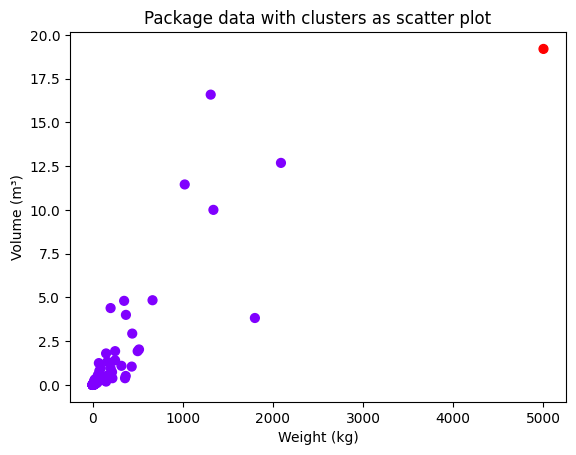 Package data with clusters as scatter plot
20.0
17.5
15.0
12.5
10.0
7.5
5.0
2.5
0.0
Volume (m³)
0 1000 2000 3000 4000 5000
Weight (kg)